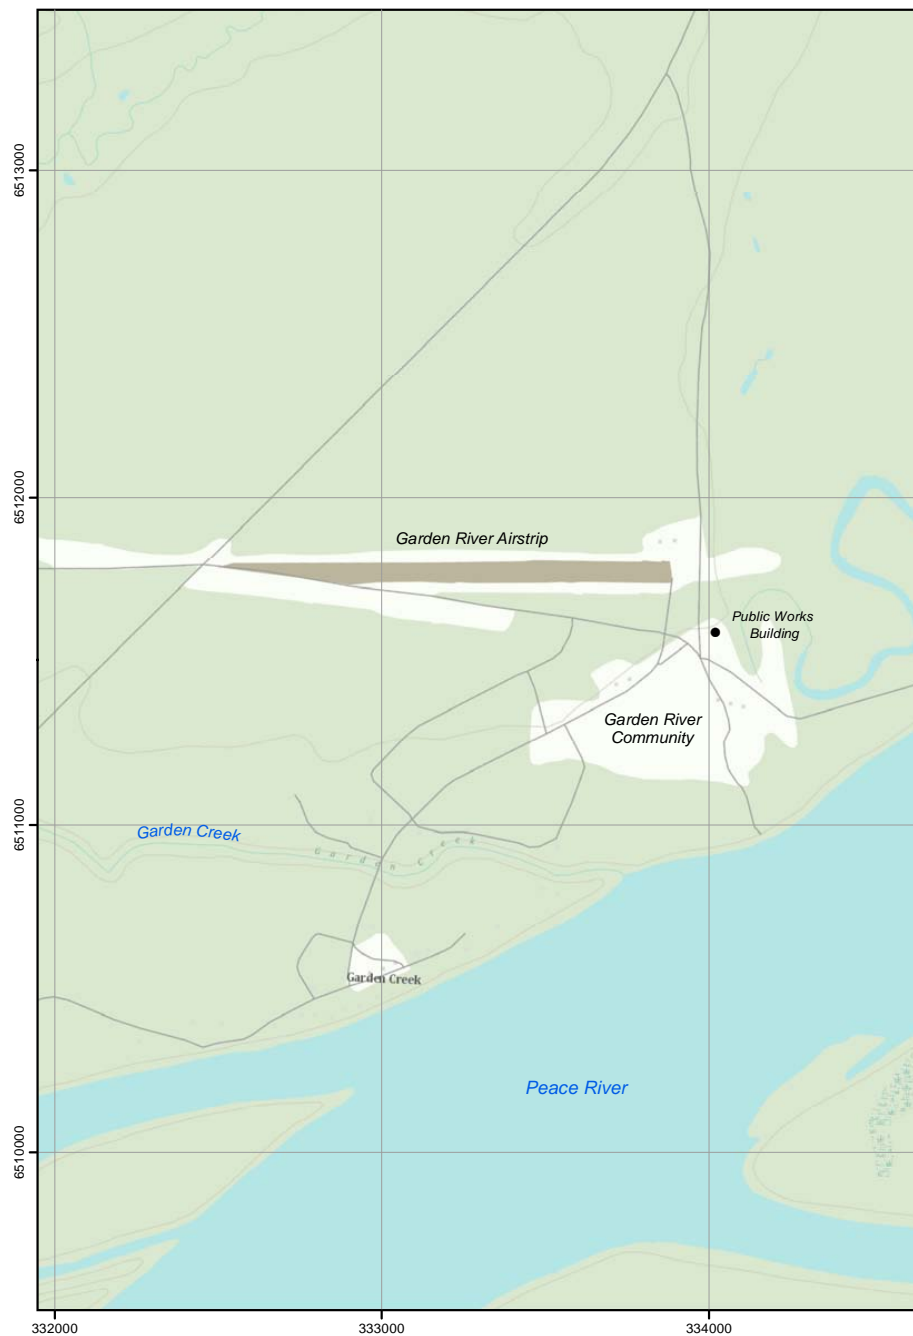 6513000
6512000
Garden River Airstrip
Public Works
Building
Garden River
Community
6511000
Garden Creek
Garden Creek
Garden Creek
Peace River
6510000
332000
333000
334000